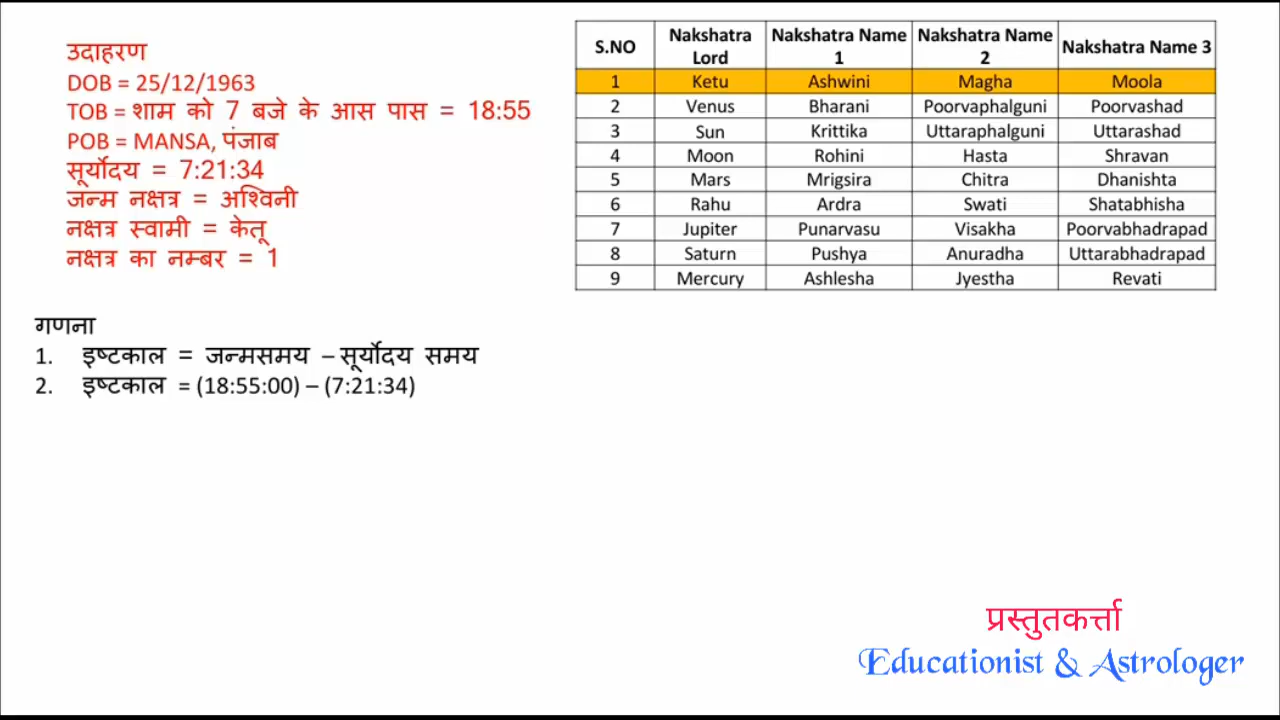 उदाहरण
DOB = 25/12/1963
TOB = शाम को 7 बजे के आस पास = 18:55
POB = MANSA, पंजाब
सूर्योदय = 7:21:34
जन्म नक्षत्र = अश्विनी
नक्षत्र स्वामी = केतू
नक्षत्र का नम्बर = 1
S.NO Nakshatra Lord Nakshatra Name 1 Nakshatra Name 2 Nakshatra Name 3
1 Ketu Ashwini Magha Moola
2 Venus Bharani Poorvaphalguni Poorvashad
3 Sun Krittika Uttaraphalguni Uttarashad
4 Moon Rohini Hasta Shravan
5 Mars Mrigsira Chitra Dhanishta
6 Rahu Ardra Swati Shatabhisha
7 Jupiter Punarvasu Visakha Poorvabhadrapad
8 Saturn Pushya Anuradha Uttarabhadrapad
9 Mercury Ashlesha Jyestha Revati
गणना
1. इष्टकाल = जन्मसमय – सूर्योदय समय
2. इष्टकाल = (18:55:00) – (7:21:34)
प्रस्तुतकर्त्ता
Educationist & Astrologer